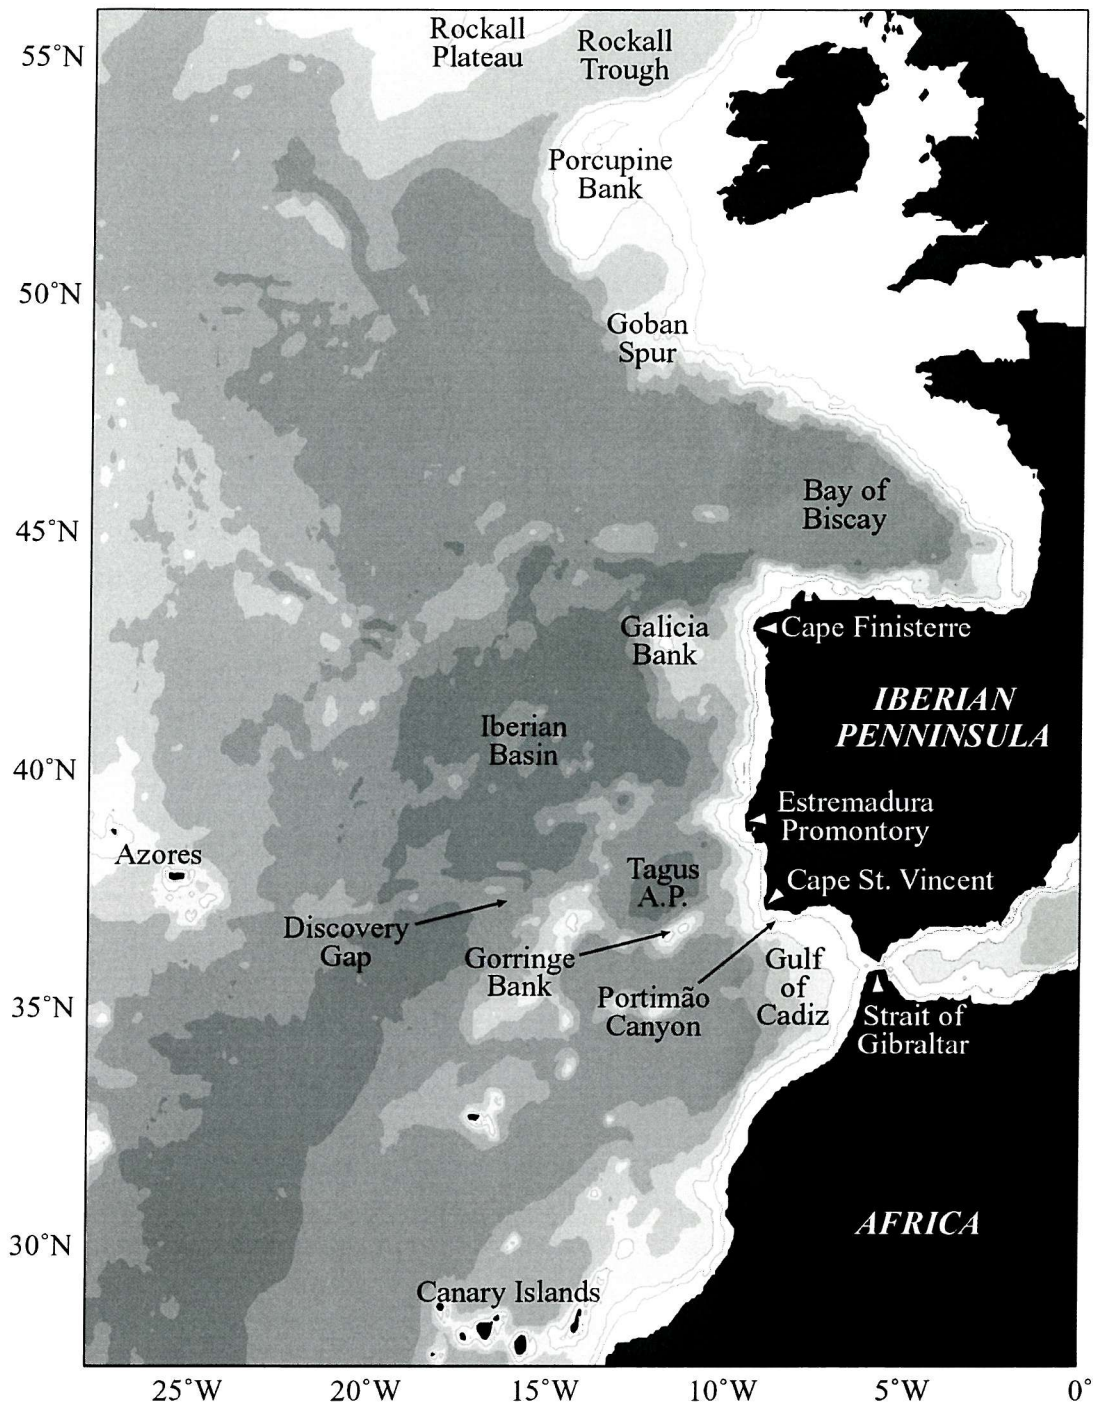 55°N
Rockall
Plateau
Rockall
Trough
Porcupine
Bank
50°N
Goban
Spur
45°N
Bay of
Biscay
Galicia
Bank
Cape Finisterre
IBERIAN
PENNINSULA
Iberian
Basin
40°N
Estremadura
Promontory
Azores
Tagus
A.P.
Cape St. Vincent
Discovery
Gap
Gorringe
Bank
Portimão
Canyon
Gulf
of
Cadiz
35°N
Strait of
Gibraltar
AFRICA
30°N
Canary Islands
25°W
20°W
15°W
10°W
5°W
0°